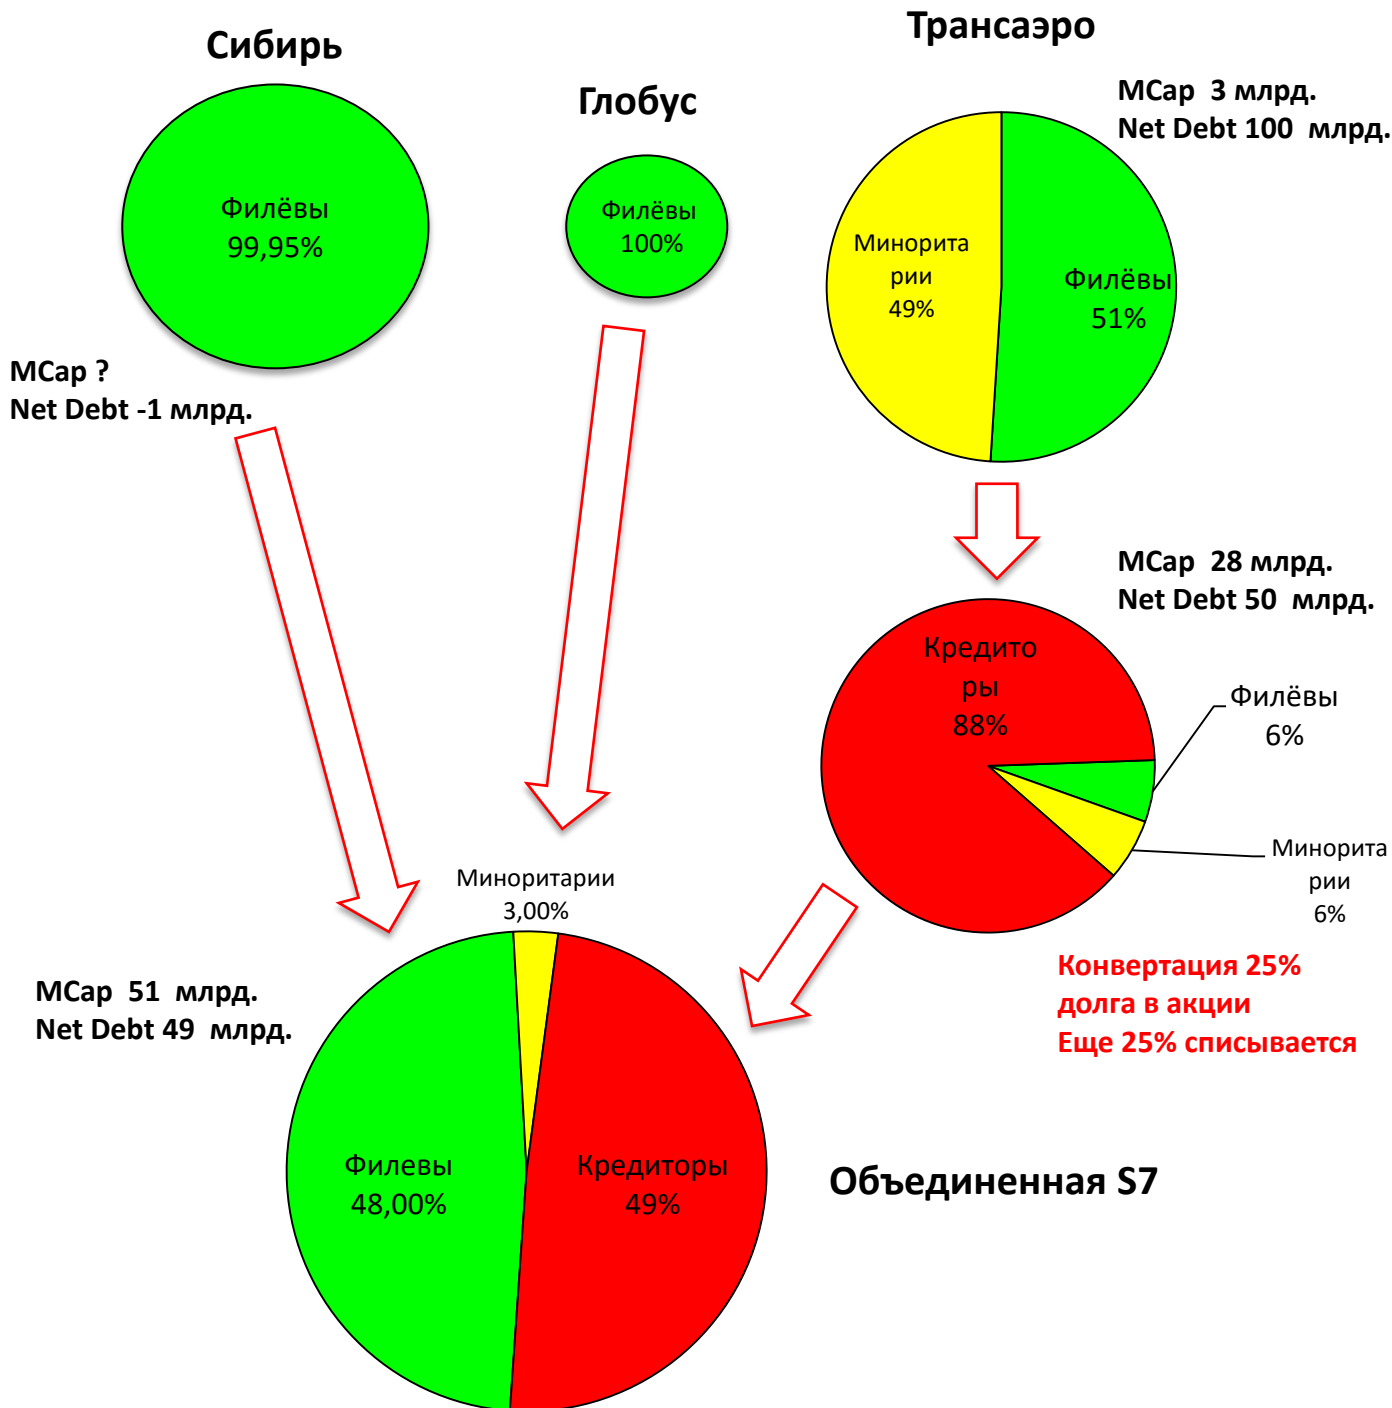 Сибирь
Филёвы
99,95%
MCap ?
Net Debt -1 млрд.
Глобус
Филёвы
100%
Трансаэро
MCap  3 млрд.
Net Debt 100  млрд.
Минорита
рии
49%
Филёвы
51%
MCap  28 млрд.
Net Debt 50  млрд.
Кредито
ры
88%
Филёвы
6%
Минорита
рии
6%
Конвертация 25%
долга в акции
Еще 25% списывается
Миноритарии
3,00%
MCap  51  млрд.
Net Debt 49  млрд.
Филевы
48,00%
Кредиторы
49%
Объединенная S7